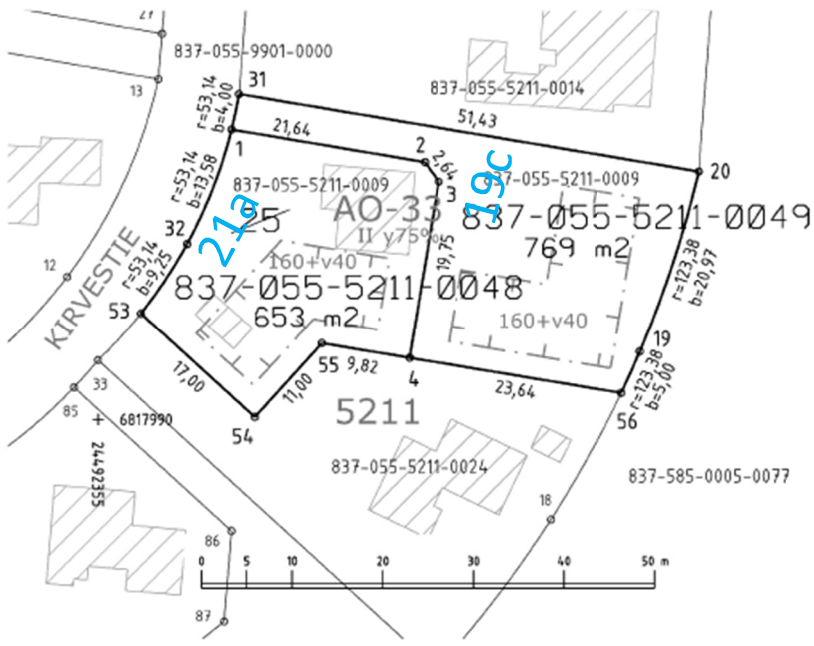 27
837-055-9901-0000
13
31
837-055-5211-0014
r=53,14
b=4,00
51,43
21,64
1
2
2,64
20
3
837-055-5211-0009
837-055-5211-0009
19c
r=53,14
b=13,58
AO-33
25
21a
837-055-5211-0049
II y75%
769 m2
32
19,75
160+v40
r=53,14
b=9,25
KIRVESTIE
12
837-055-5211-0048
r=123,38
b=20,97
53
653 m2
160+v40
19
33
55
9,82
4
17,00
11,00
23,64
r=123,38
b=5,00
85
6817990
54
5211
56
24492355
837-055-5211-0024
837-585-0005-0077
18
86
0 5 10 20 30 40 50 m
87